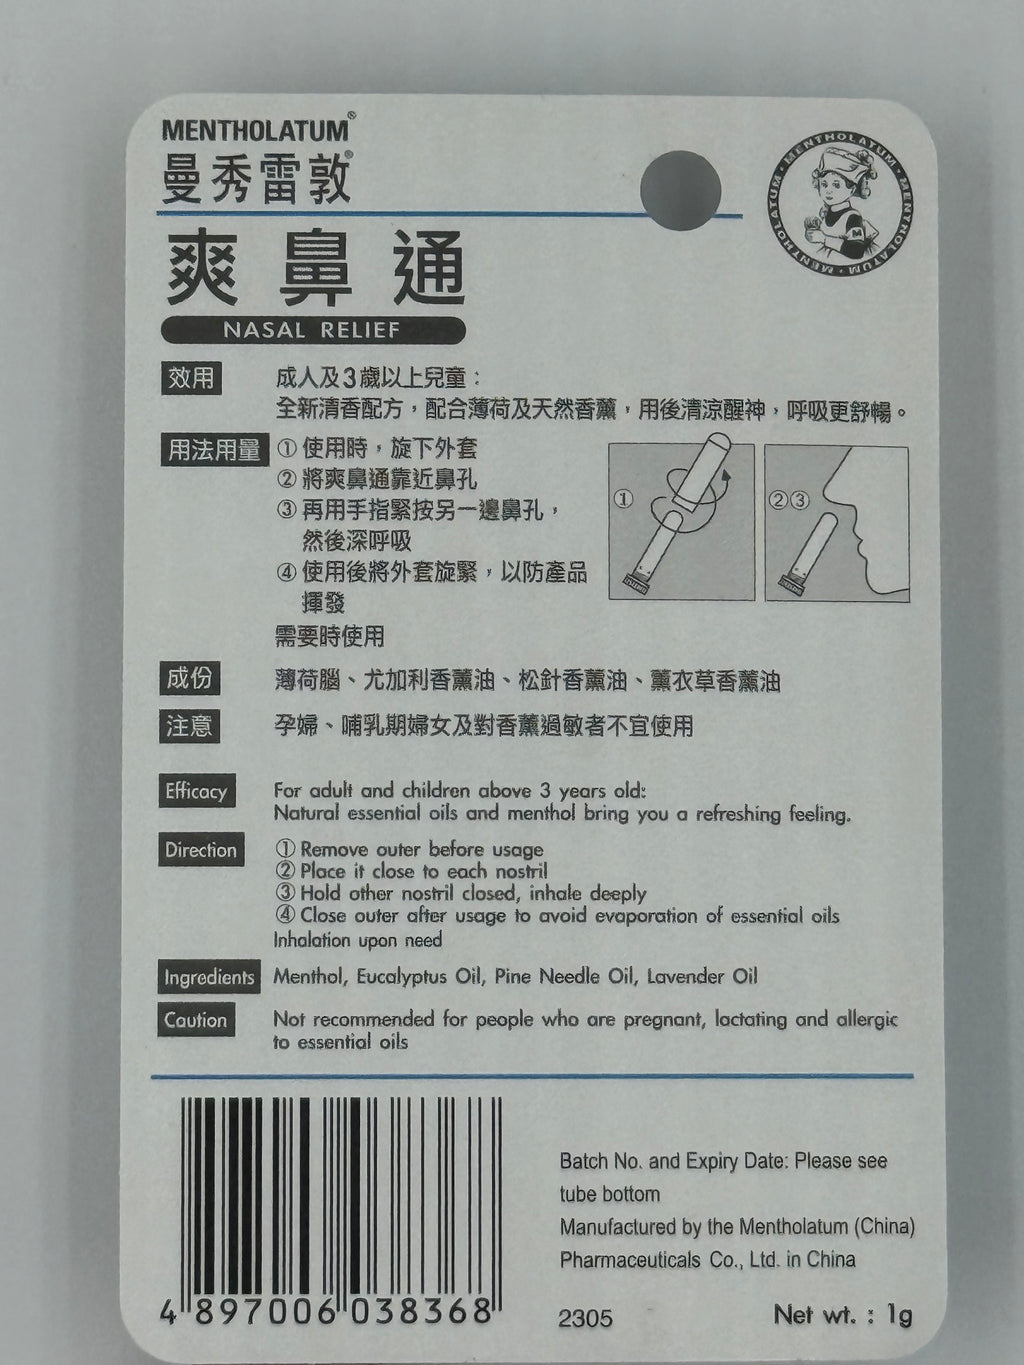 MENTHOLATUM®
曼秀雷敦®
MENTHOLATUM · MENTHOLATUM · MENTHOLATUM · MENTHOLATUM
爽鼻通
NASAL RELIEF
效用 成人及3歲以上兒童：
全新清香配方，配合薄荷及天然香薰，用後清涼醒神，呼吸更舒暢。
用法用量 ① 使用時，旋下外套
② 將爽鼻通靠近鼻孔
③ 再用手指緊按另一邊鼻孔，
然後深呼吸
④ 使用後將外套旋緊，以防產品
揮發
需要時使用
① ②③
成份 薄荷腦、尤加利香薰油、松針香薰油、薰衣草香薰油
注意 孕婦、哺乳期婦女及對香薰過敏者不宜使用
Efficacy For adult and children above 3 years old:
Natural essential oils and menthol bring you a refreshing feeling.
Direction ① Remove outer before usage
② Place it close to each nostril
③ Hold other nostril closed, inhale deeply
④ Close outer after usage to avoid evaporation of essential oils
Inhalation upon need
Ingredients Menthol, Eucalyptus Oil, Pine Needle Oil, Lavender Oil
Caution Not recommended for people who are pregnant, lactating and allergic
to essential oils
Batch No. and Expiry Date: Please see
tube bottom
Manufactured by the Mentholatum (China)
Pharmaceuticals Co., Ltd. in China
4 897006 038368
2305 Net wt. : 1g